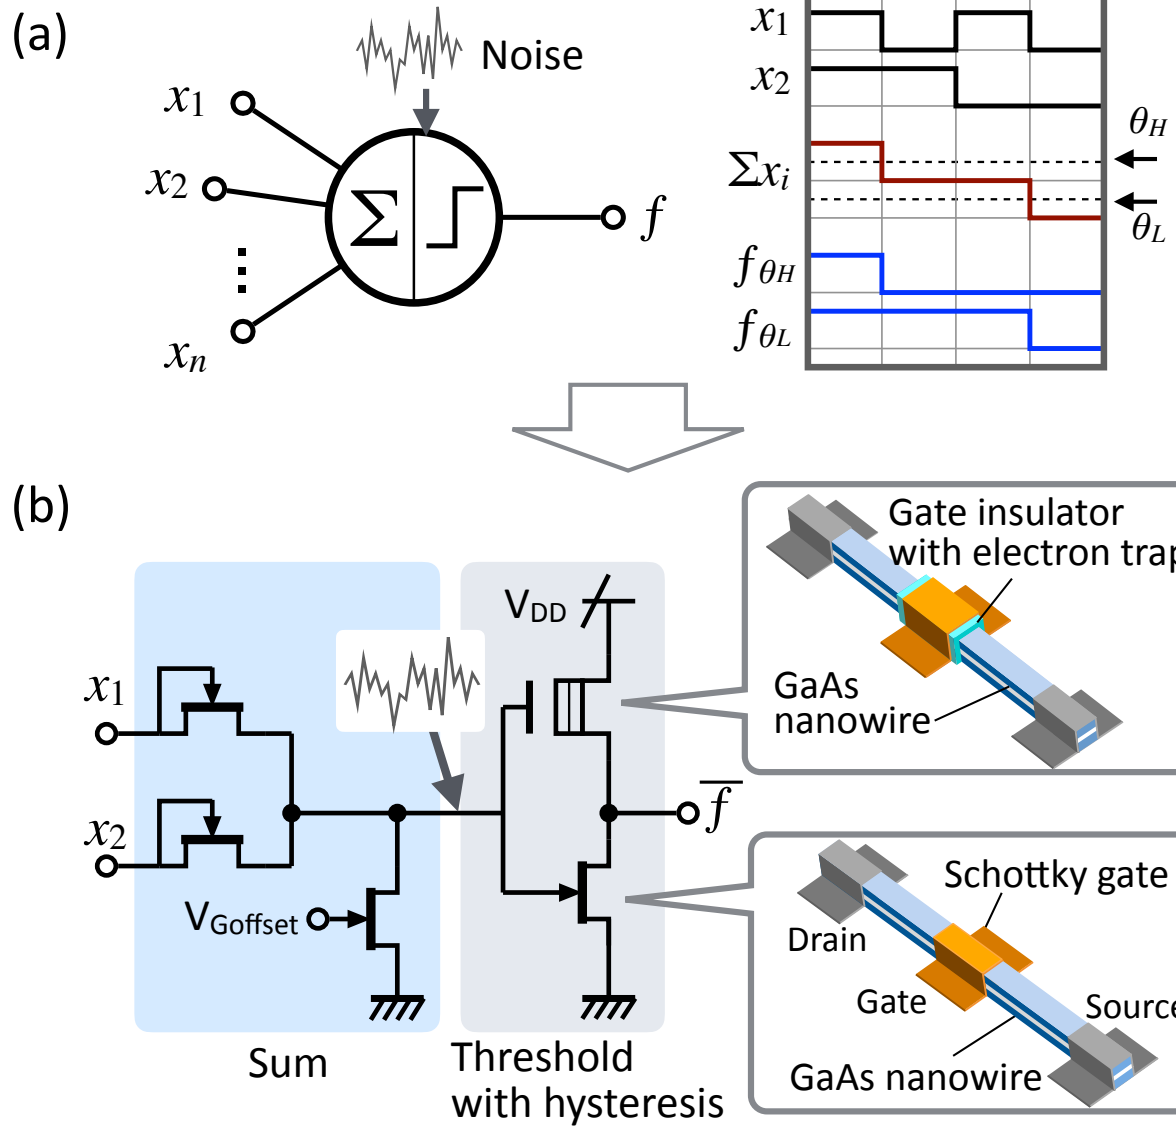 (a)
Noise
x1
x2
xn
Σ
f
x1
x2
Σxi
θH
θL
fθH
fθL
(b)
Gate insulator
with electron trap
GaAs
nanowire
VDD
x1
x2
VGoffset
f̅
Schottky gate
Drain
Gate
Source
GaAs nanowire
Sum
Threshold
with hysteresis